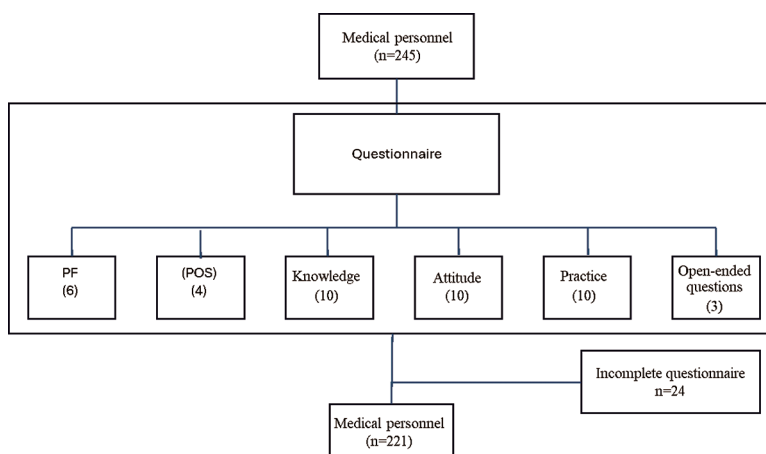 Medical personnel
(n=245)
Questionnaire
PF
(6)
(POS)
(4)
Knowledge
(10)
Attitude
(10)
Practice
(10)
Open-ended
questions
(3)
Incomplete questionnaire
n=24
Medical personnel
(n=221)